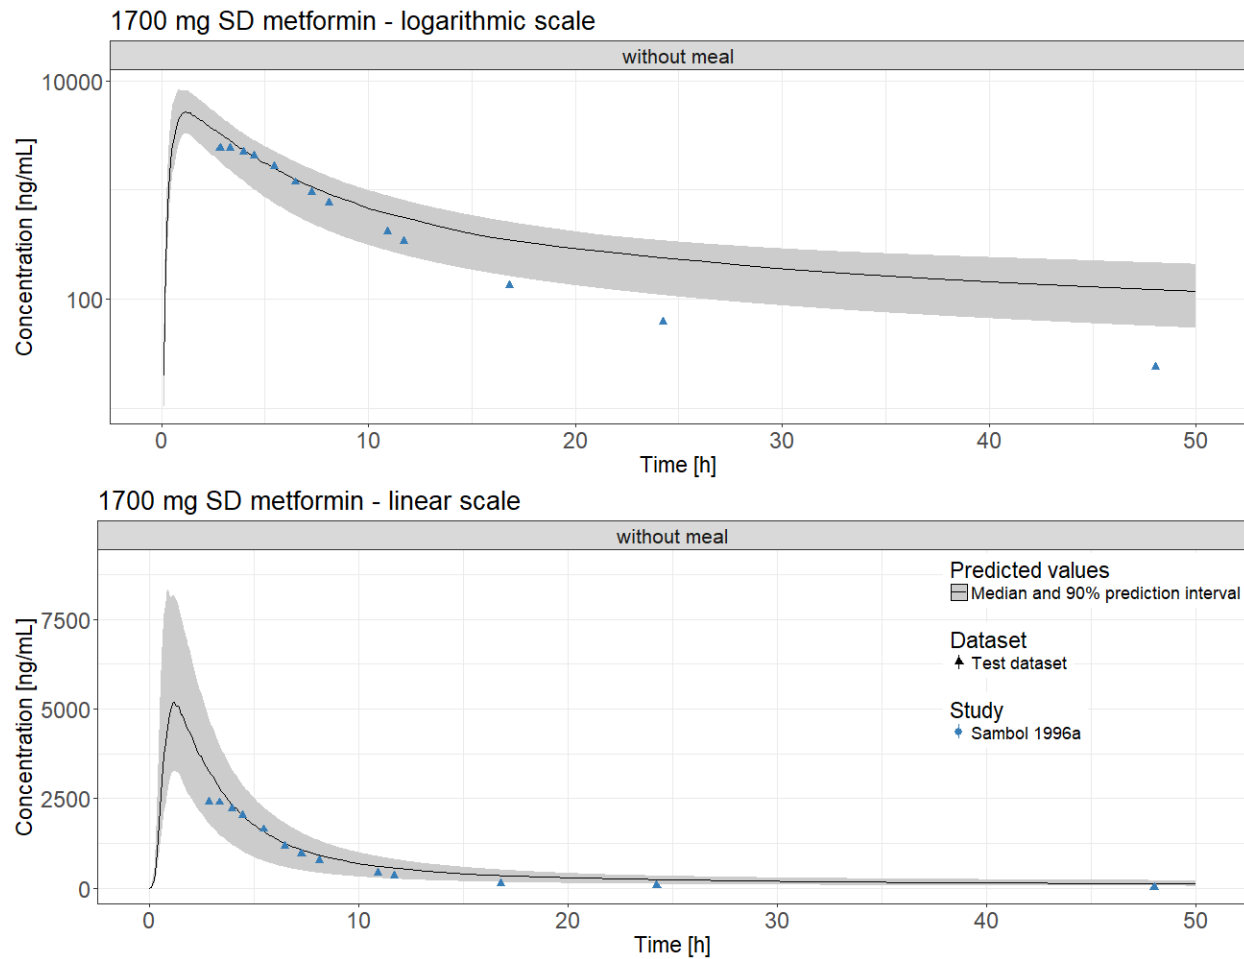 1700 mg SD metformin - logarithmic scale
without meal
Concentration [ng/mL]
10000
100
0 10 20 30 40 50
Time [h]
1700 mg SD metformin - linear scale
without meal
Concentration [ng/mL]
7500
5000
2500
0
0 10 20 30 40 50
Time [h]
Predicted values
Median and 90% prediction interval
Dataset
Test dataset
Study
Sambol 1996a